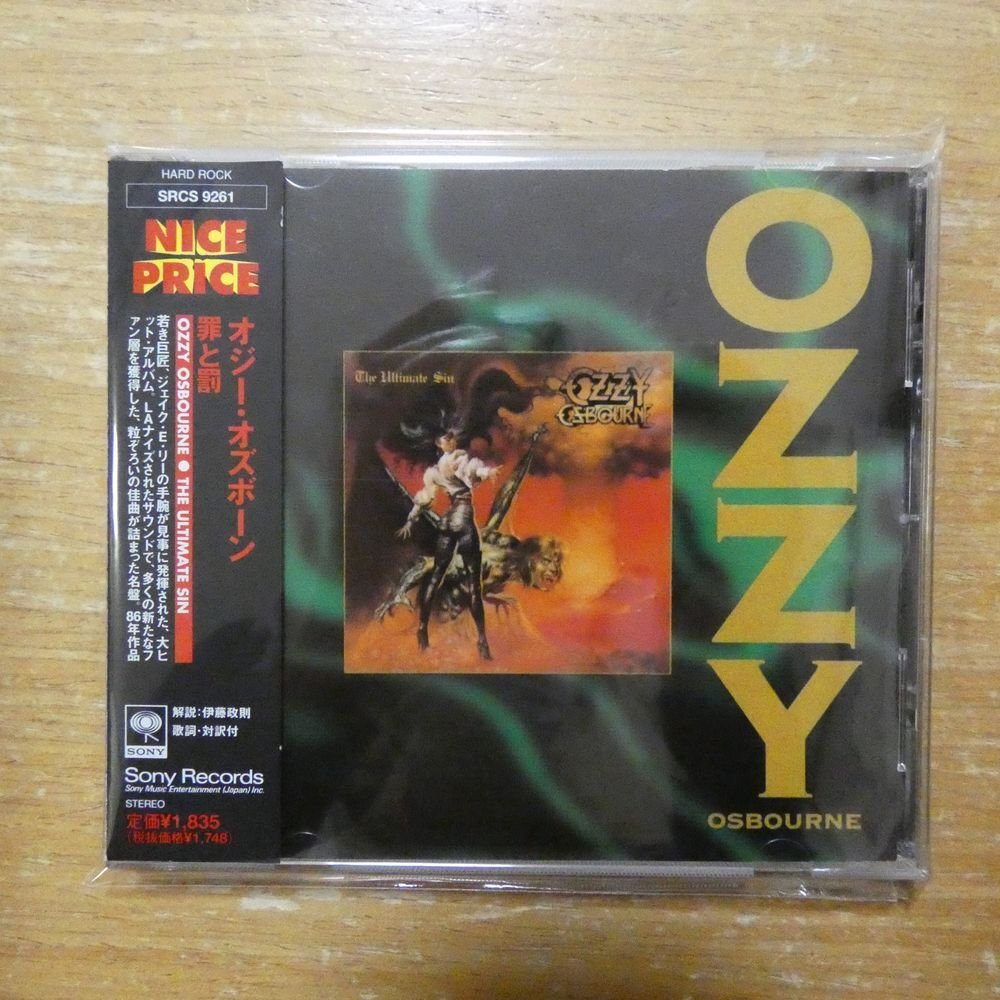 HARD ROCK
SRCS 9261
NICE
PRICE
オジー・オズボーン
罪と罰
OZZY OSBOURNE ● THE ULTIMATE SIN
若き巨匠、ジェイク・E・リーの手腕が見事に発揮された、大ヒ
ット・アルバム。LAナイズされたサウンドで、多くの新たなフ
ァン層を獲得した、粒ぞろいの佳曲が詰まった名盤。86年作品
SONY
解説:伊藤政則
歌詞・対訳付
Sony Records
Sony Music Entertainment (Japan) Inc.
STEREO
定価¥1,835
(税抜価格¥1,748)
The Ultimate Sin
OZZY
OSBOURNE
OZZY
OSBOURNE